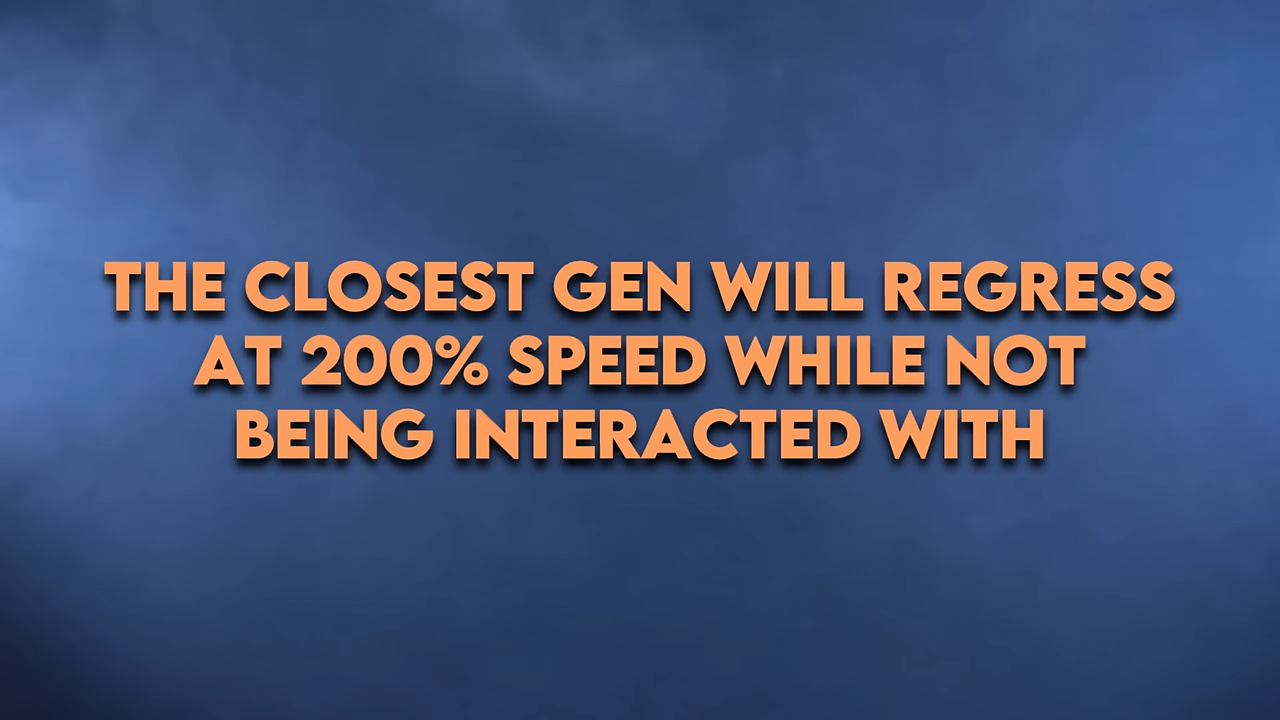 THE CLOSEST GEN WILL REGRESS
AT 200% SPEED WHILE NOT
BEING INTERACTED WITH